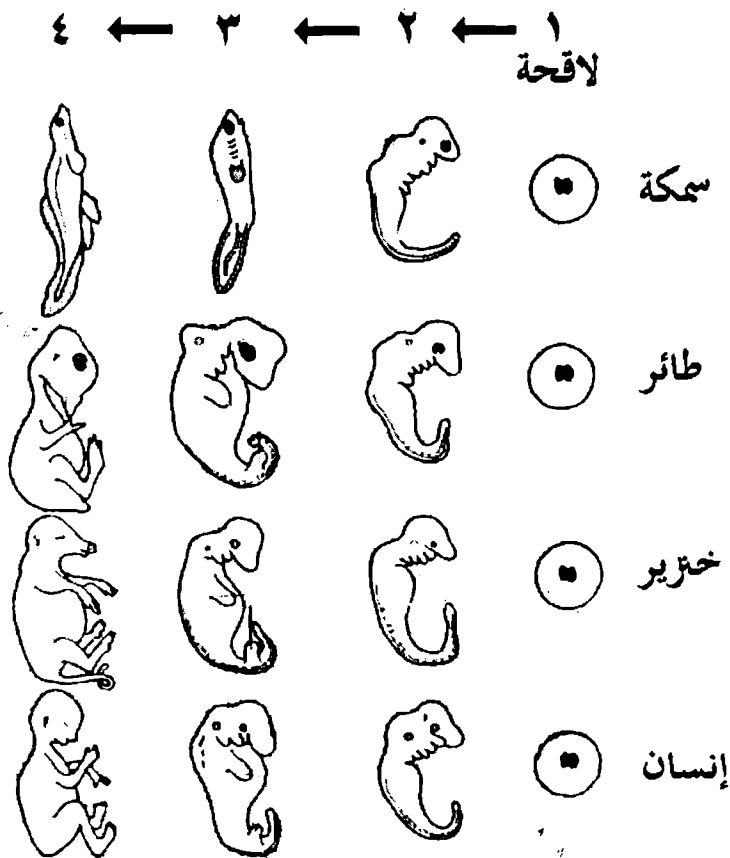 ١ ← ٢ ← ٣ ← ٤
لاقحة
سمكة
طائر
خنزير
إنسان